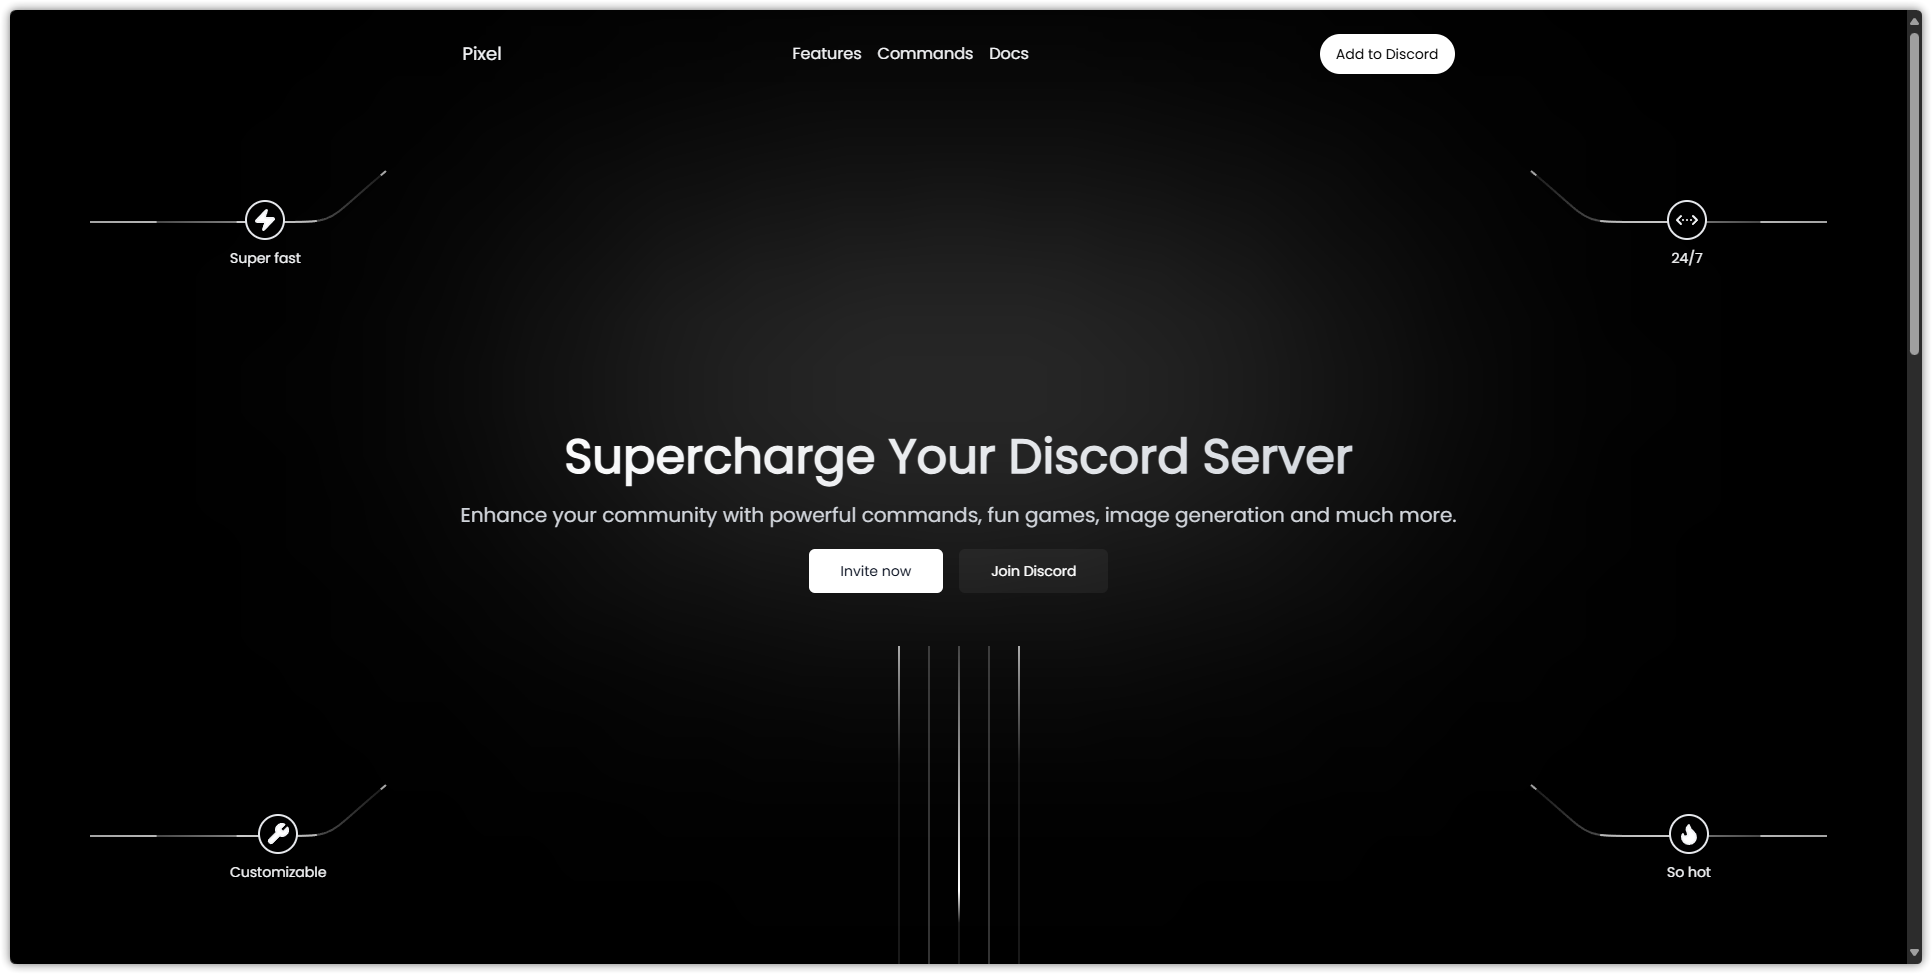 Pixel
Features Commands Docs
Add to Discord
Super fast
24/7
Supercharge Your Discord Server
Enhance your community with powerful commands, fun games, image generation and much more.
Invite now
Join Discord
Customizable
So hot